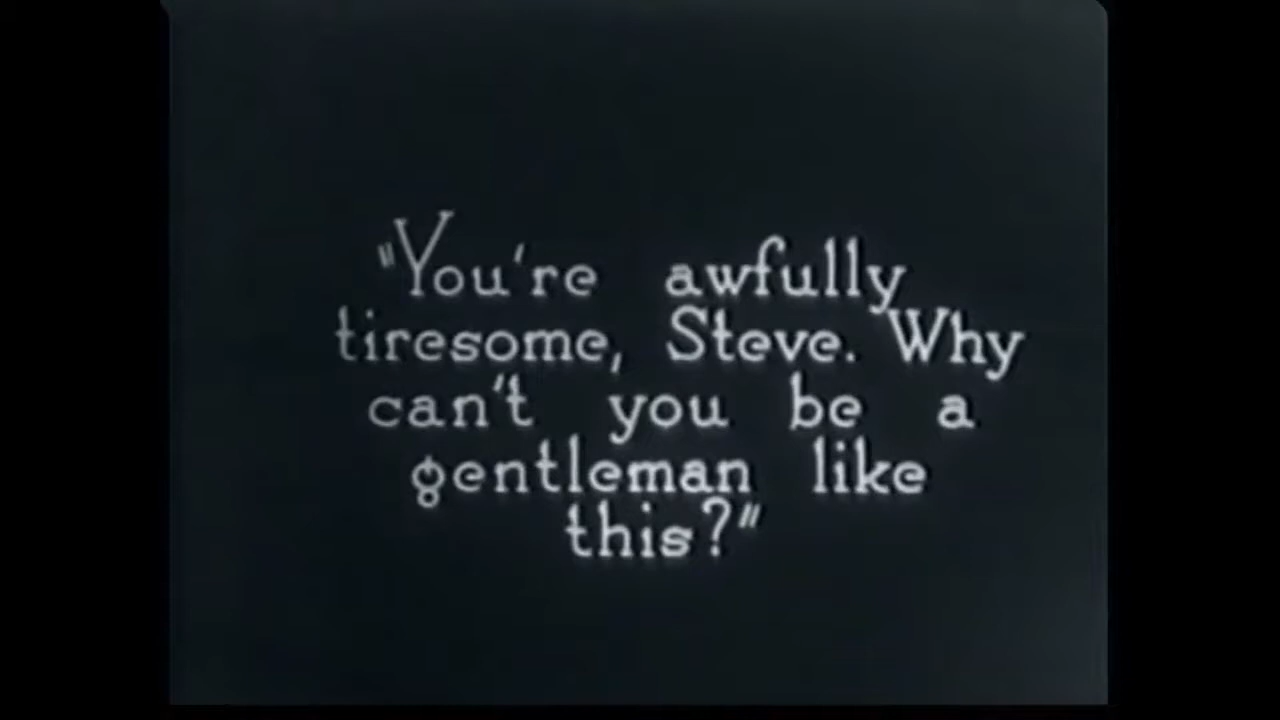 "You're awfully
tiresome, Steve. Why
can't you be a
gentleman like
this?"